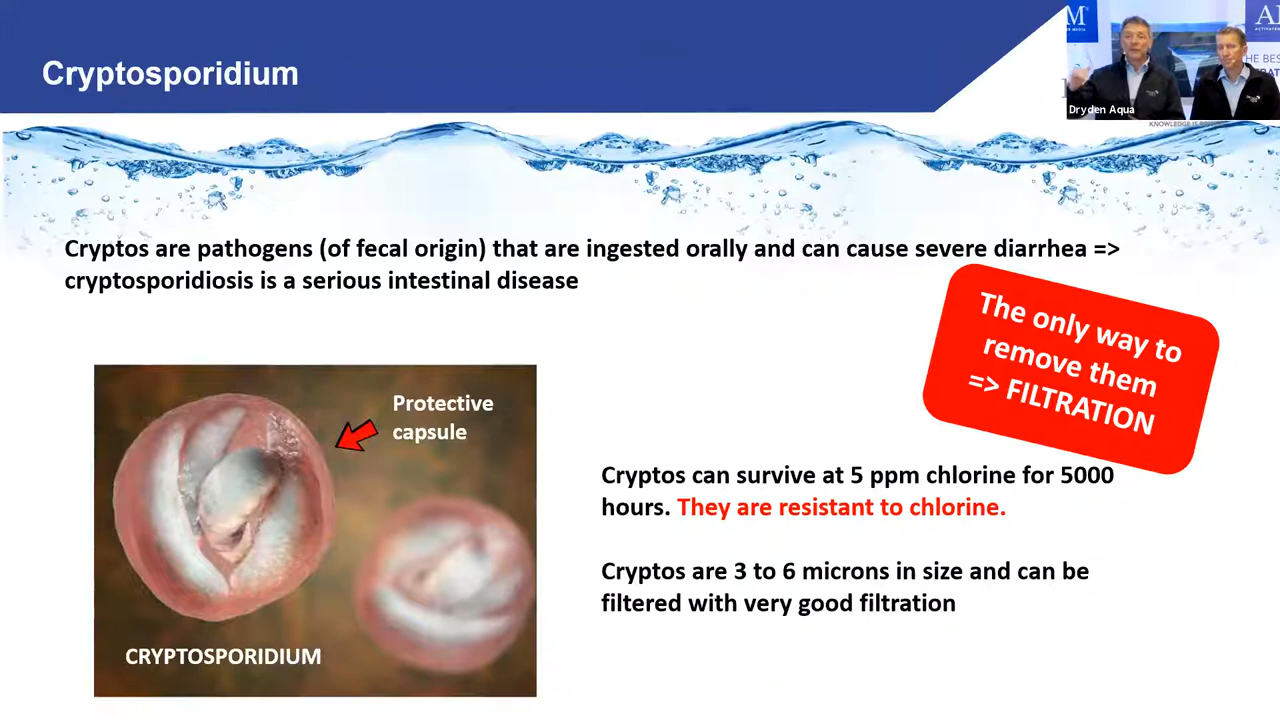 Cryptosporidium
Dryden Aqua
Cryptos are pathogens (of fecal origin) that are ingested orally and can cause severe diarrhea =>
cryptosporidiosis is a serious intestinal disease
The only way to
remove them
=> FILTRATION
Protective
capsule
CRYPTOSPORIDIUM
Cryptos can survive at 5 ppm chlorine for 5000
hours. They are resistant to chlorine.
Cryptos are 3 to 6 microns in size and can be
filtered with very good filtration